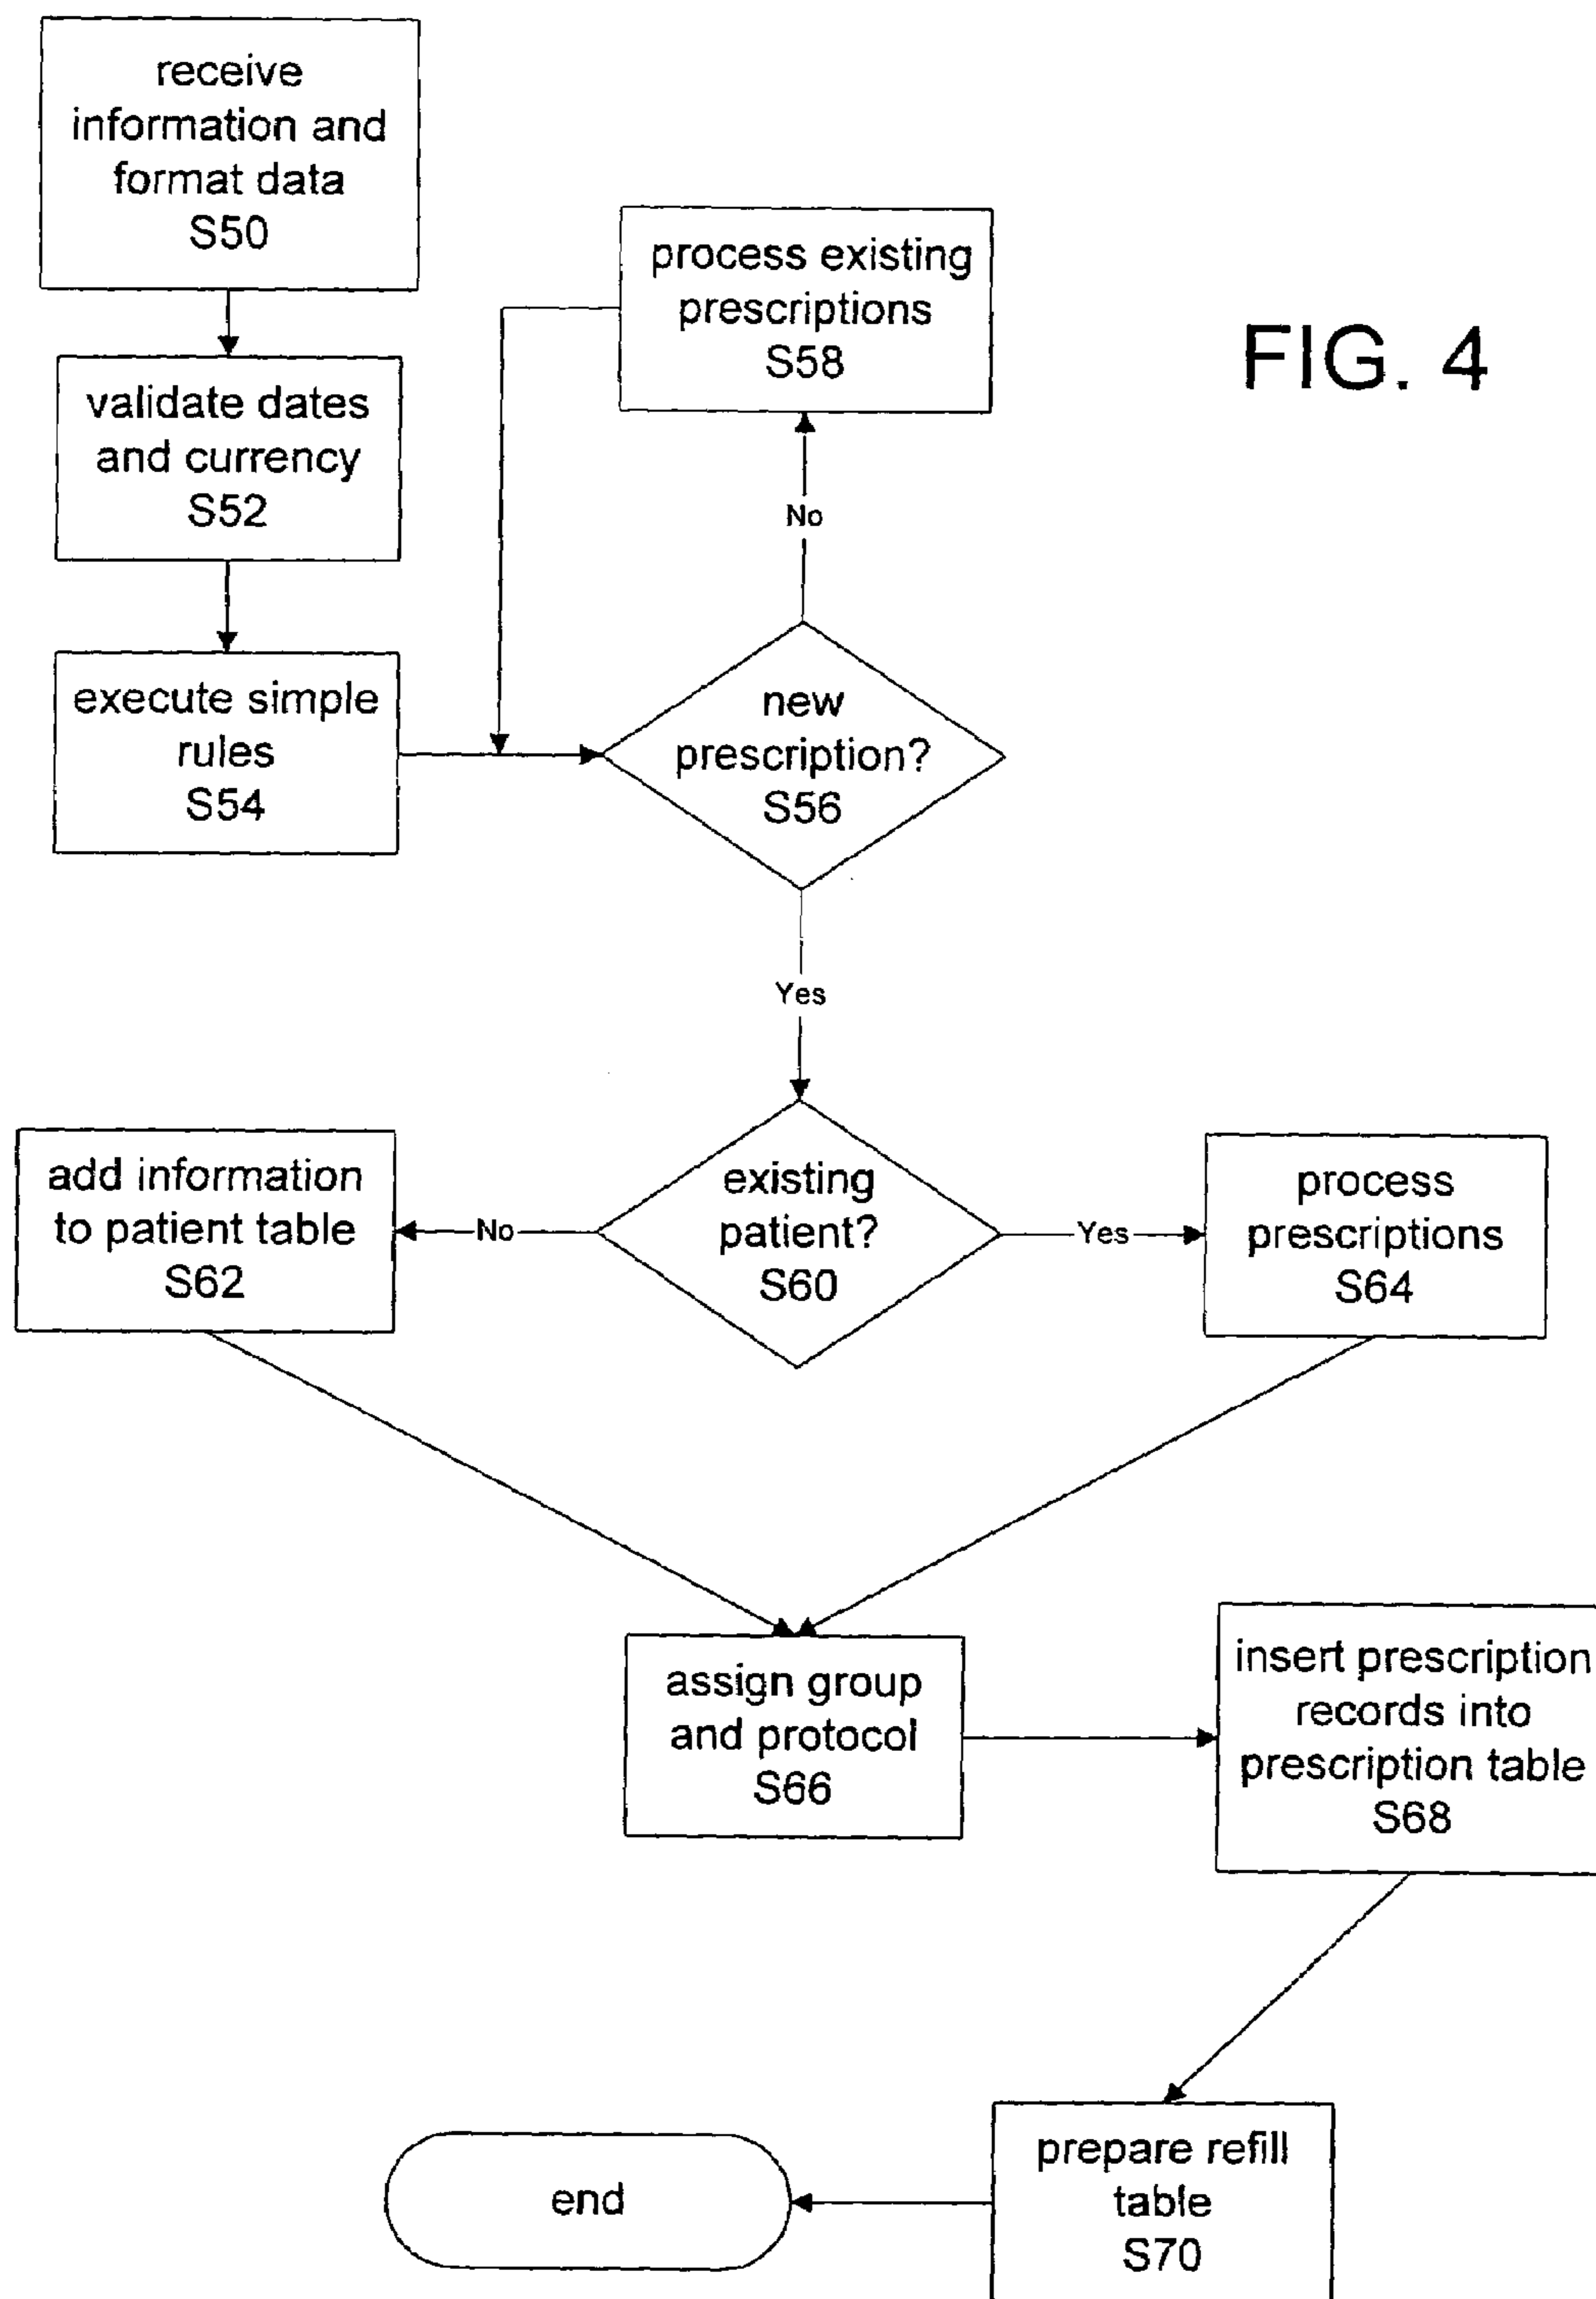 receive
information and
format data
S50
process existing
prescriptions
S58
FIG. 4
validate dates
and currency
S52
No
execute simple
rules
S54
new
prescription?
S56
Yes
add information
to patient table
S62
No
existing
patient?
S60
Yes
process
prescriptions
S64
assign group
and protocol
S66
insert prescription
records into
prescription table
S68
prepare refill
table
S70
end